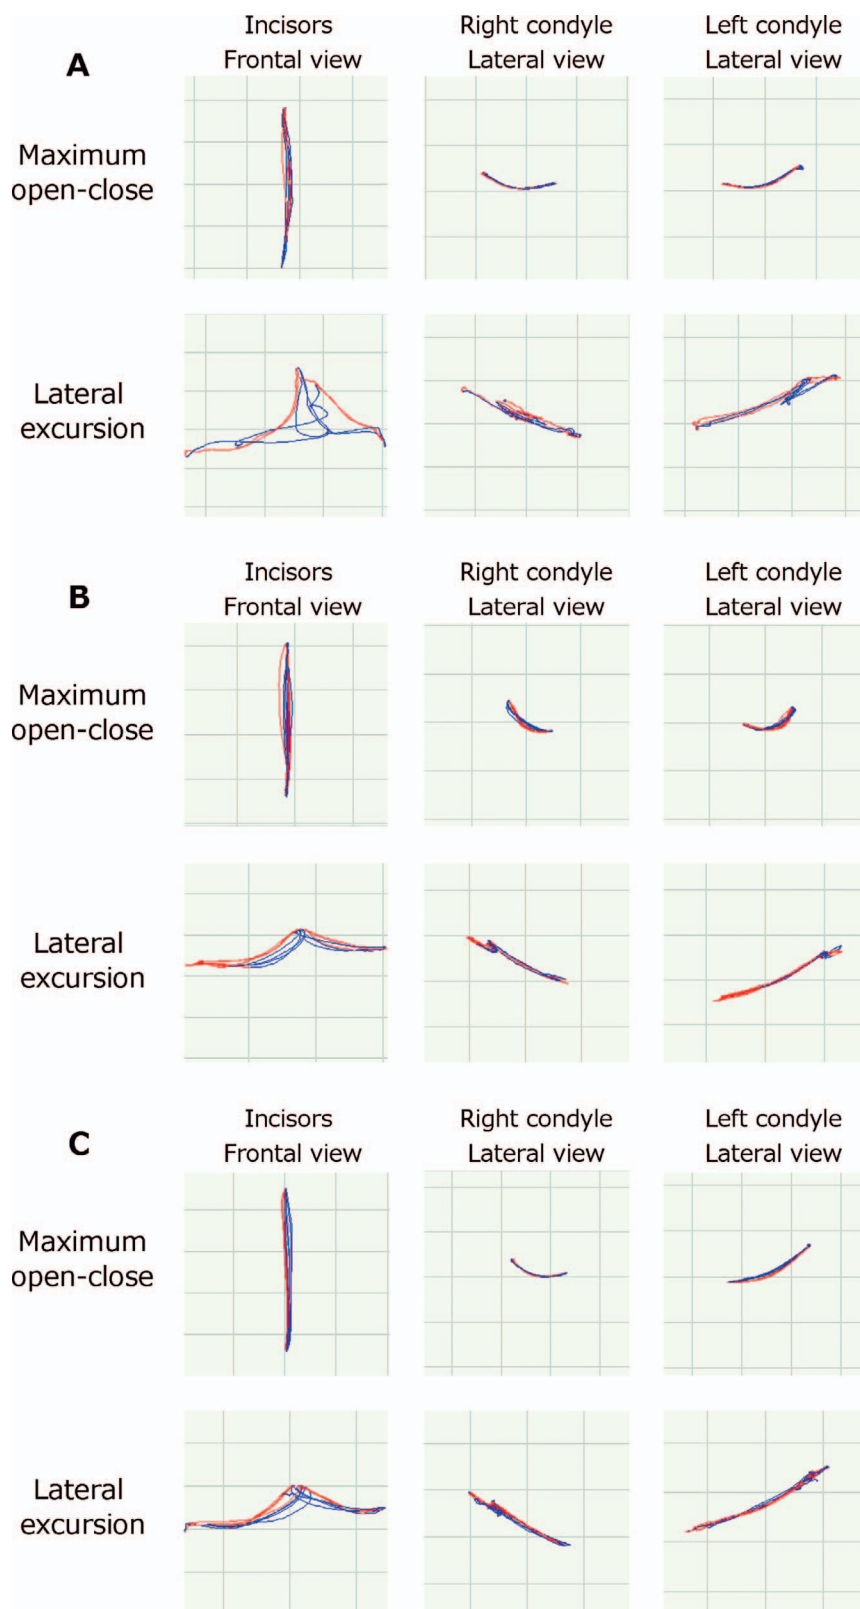 A
Incisors
Frontal view
Right condyle
Lateral view
Left condyle
Lateral view
Maximum
open-close
Lateral
excursion
B
Incisors
Frontal view
Right condyle
Lateral view
Left condyle
Lateral view
Maximum
open-close
Lateral
excursion
C
Incisors
Frontal view
Right condyle
Lateral view
Left condyle
Lateral view
Maximum
open-close
Lateral
excursion